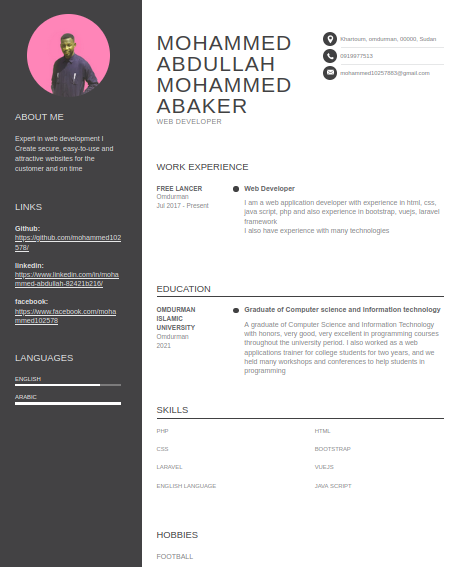 ABOUT ME
Expert in web development I
Create secure, easy-to-use and
attractive websites for the
customer and on time
LINKS
Github:
https://github.com/mohammed102
578/
linkedin:
https://www.linkedin.com/in/moha
mmed-abdullah-82421b216/
facebook:
https://www.facebook.com/moha
mmed102578
LANGUAGES
ENGLISH
ARABIC
MOHAMMED
ABDULLAH
MOHAMMED
ABAKER
WEB DEVELOPER
Khartoum, omdurman, 00000, Sudan
0919977513
mohammed10257883@gmail.com
WORK EXPERIENCE
FREE LANCER
Omdurman
Jul 2017 - Present
Web Developer
I am a web application developer with experience in html, css,
java script, php and also experience in bootstrap, vuejs, laravel
framework
I also have experience with many technologies
EDUCATION
OMDURMAN
ISLAMIC
UNIVERSITY
Omdurman
2021
Graduate of Computer science and Information technology
A graduate of Computer Science and Information Technology
with honors, very good, very excellent in programming courses
throughout the university period. I also worked as a web
applications trainer for college students for two years, and we
held many workshops and conferences to help students in
programming
SKILLS
PHP
HTML
CSS
BOOTSTRAP
LARAVEL
VUEJS
ENGLISH LANGUAGE
JAVA SCRIPT
HOBBIES
FOOTBALL